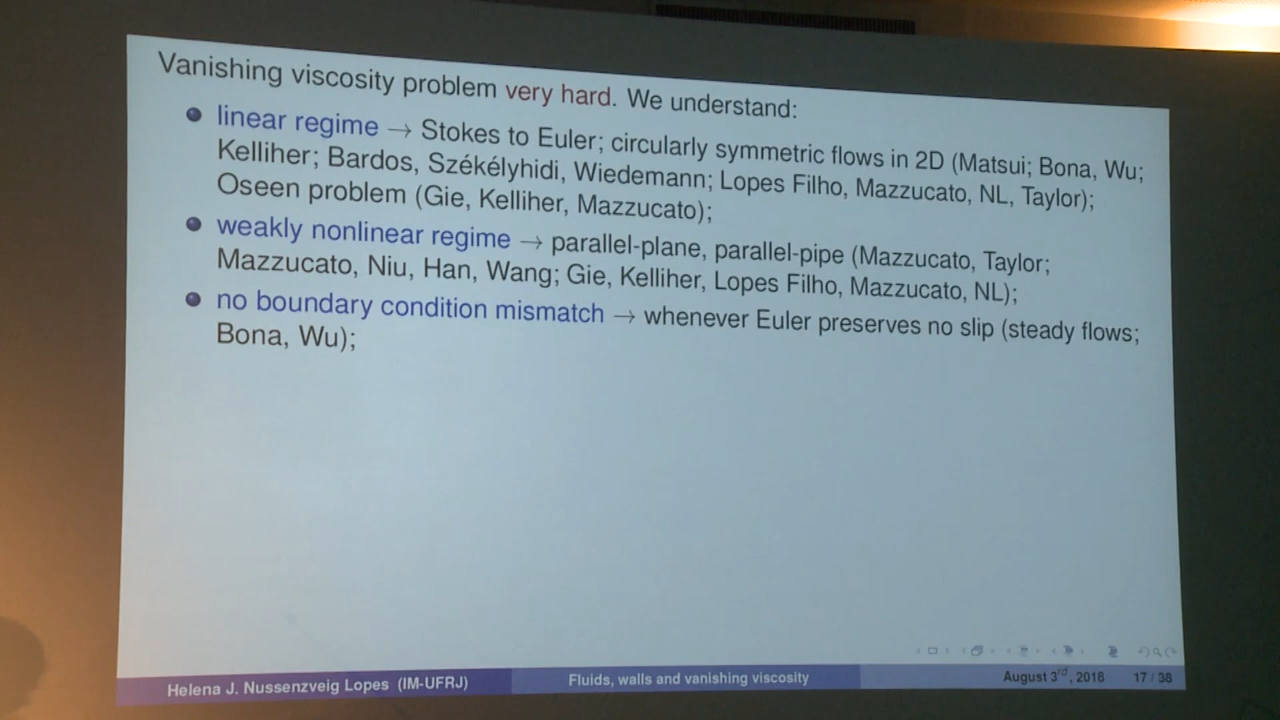 Vanishing viscosity problem very hard. We understand:
linear regime → Stokes to Euler; circularly symmetric flows in 2D (Matsui; Bona, Wu;
Kelliher; Bardos, Székélyhidi, Wiedemann; Lopes Filho, Mazzucato, NL, Taylor);
Oseen problem (Gie, Kelliher, Mazzucato);
weakly nonlinear regime → parallel-plane, parallel-pipe (Mazzucato, Taylor;
Mazzucato, Niu, Han, Wang; Gie, Kelliher, Lopes Filho, Mazzucato, NL);
no boundary condition mismatch → whenever Euler preserves no slip (steady flows;
Bona, Wu);
Helena J. Nussenzveig Lopes (IM-UFRJ) Fluids, walls and vanishing viscosity August 3rd, 2018 17 / 38